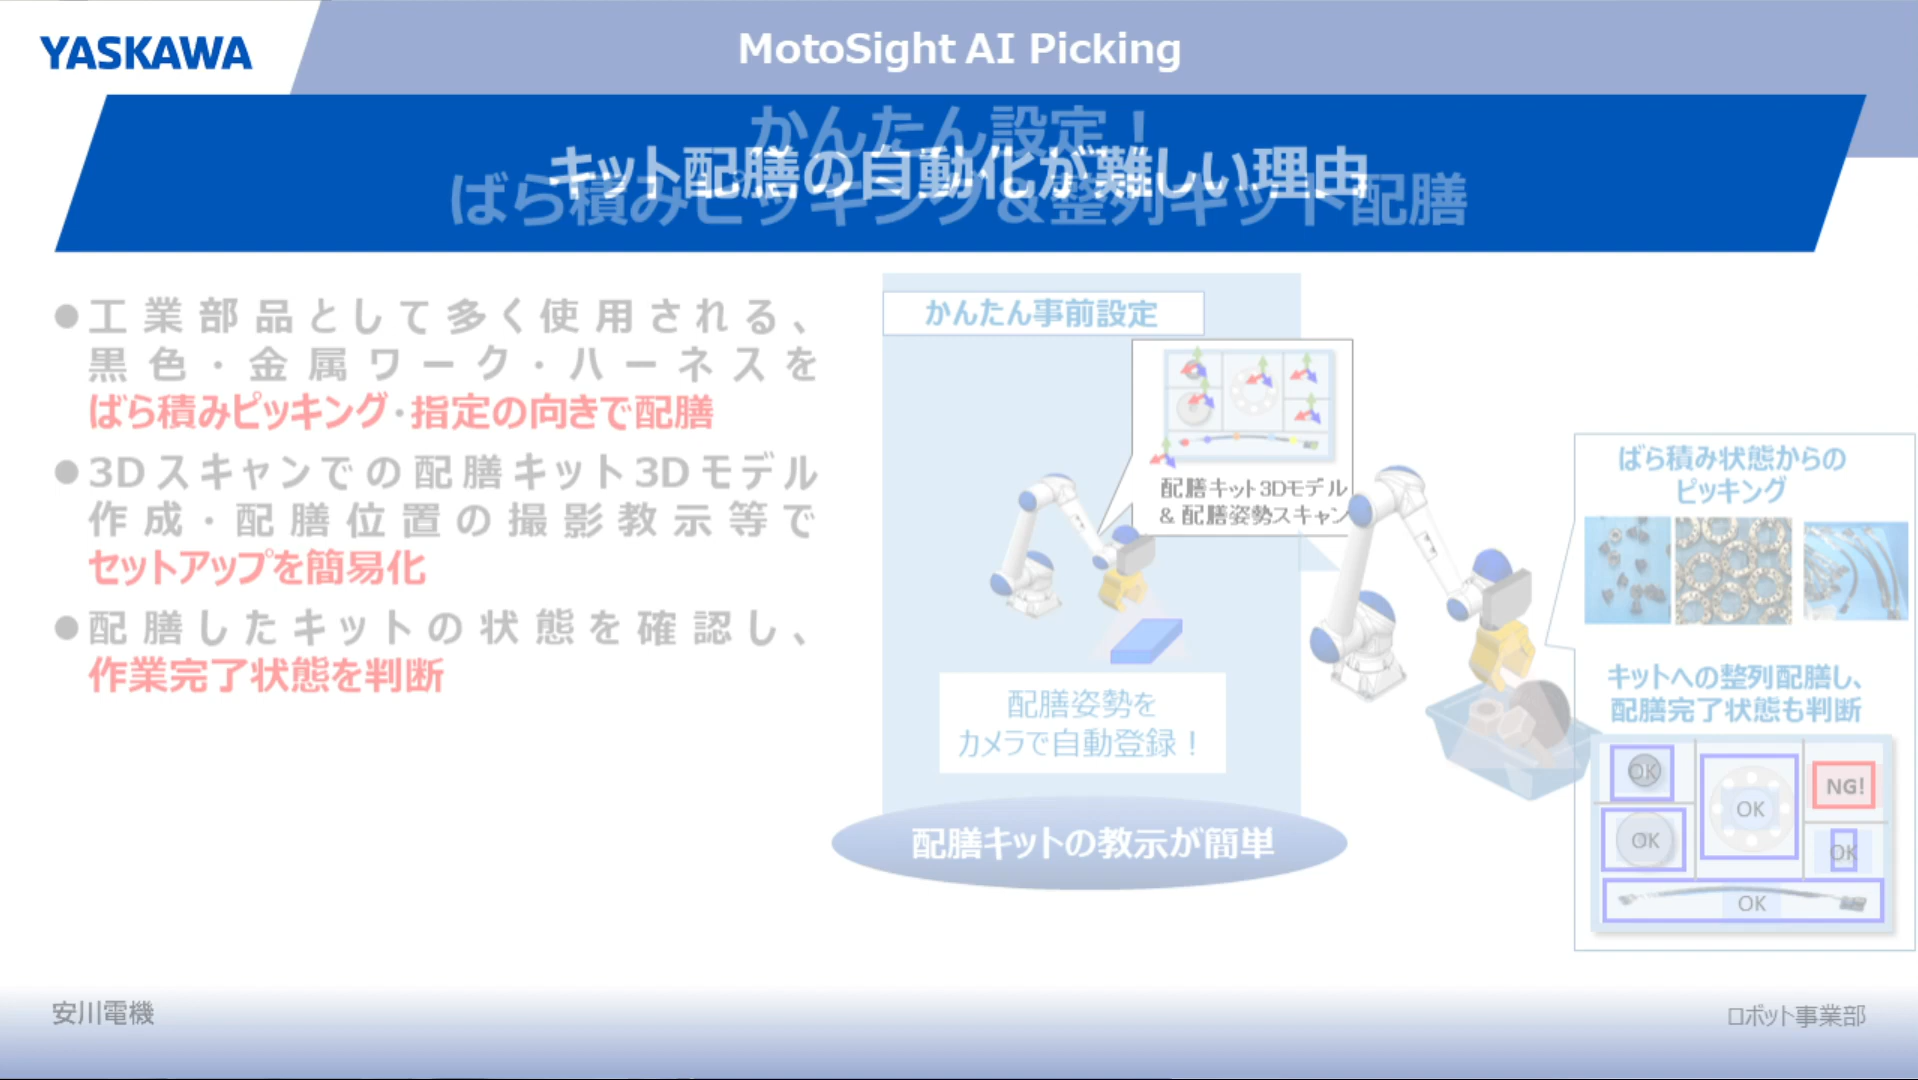 YASKAWA
MotoSight AI Picking
かんたん設定！
キット配膳の自動化が難しい理由
ばら積みピッキング＆整列キット配膳
●工業部品として多く使用される、
黒色・金属ワーク・ハーネスを
ばら積みピッキング・指定の向きで配膳
●3Dスキャンでの配膳キット3Dモデル
作成・配膳位置の撮影教示等で
セットアップを簡易化
●配膳したキットの状態を確認し、
作業完了状態を判断
かんたん事前設定
配膳キット3Dモデル
& 配膳姿勢スキャン
配膳姿勢を
カメラで自動登録！
配膳キットの教示が簡単
ばら積み状態からの
ピッキング
キットへの整列配膳し、
配膳完了状態も判断
OK
OK
NG!
OK
OK
OK
安川電機
ロボット事業部